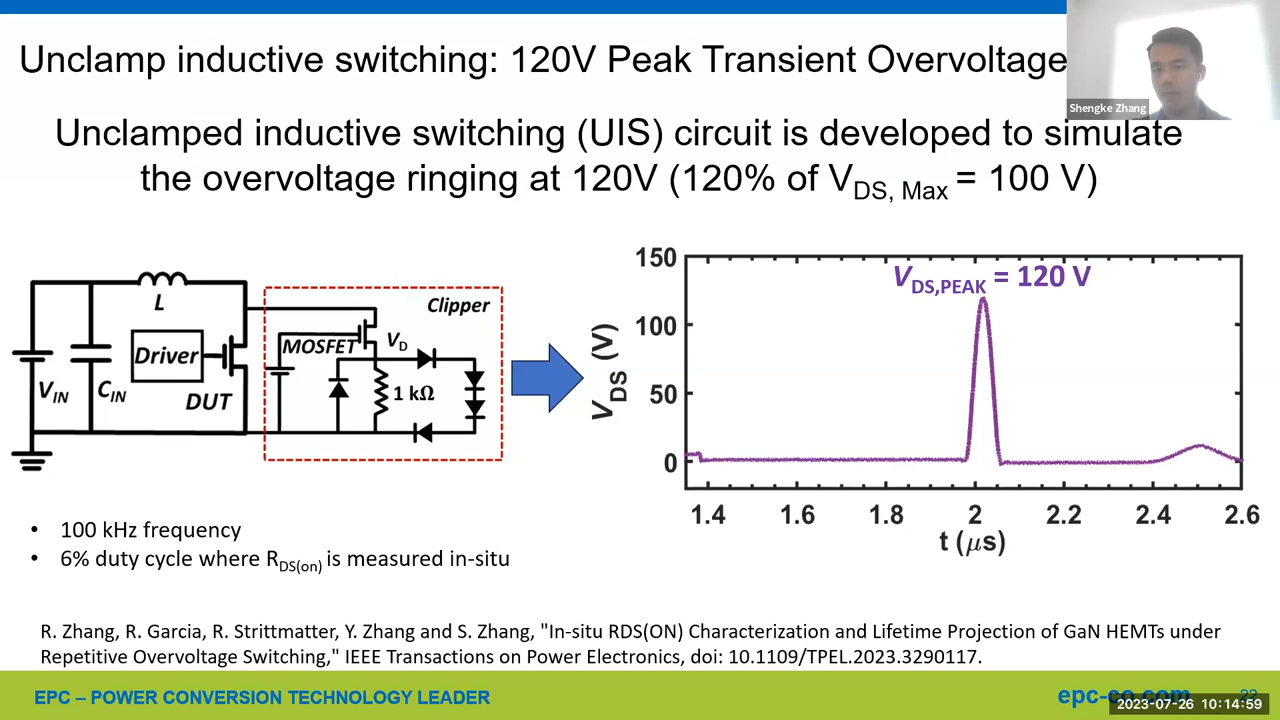 Unclamp inductive switching: 120V Peak Transient Overvoltage
Shengke Zhang
Unclamped inductive switching (UIS) circuit is developed to simulate
the overvoltage ringing at 120V (120% of VDS, Max = 100 V)
L
Driver
VIN
CIN
DUT
Clipper
MOSFET
VD
1 kΩ
VDS,PEAK = 120 V
150
100
50
0
VDS (V)
1.4 1.6 1.8 2 2.2 2.4 2.6
t (μs)
• 100 kHz frequency
• 6% duty cycle where RDS(on) is measured in-situ
R. Zhang, R. Garcia, R. Strittmatter, Y. Zhang and S. Zhang, "In-situ RDS(ON) Characterization and Lifetime Projection of GaN HEMTs under
Repetitive Overvoltage Switching," IEEE Transactions on Power Electronics, doi: 10.1109/TPEL.2023.3290117.
EPC – POWER CONVERSION TECHNOLOGY LEADER
epc-co.com
2023-07-26 10:14:59